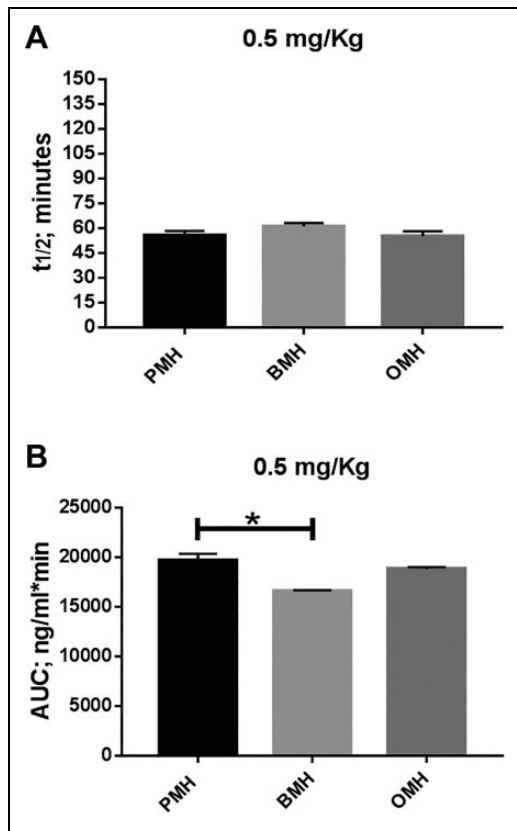 A
0.5 mg/Kg
t1/2; minutes
150
135
120
105
90
75
60
45
30
15
0
PMH
BMH
OMH
B
0.5 mg/Kg
AUC; ng/ml*min
25000
20000
15000
10000
5000
0
*
PMH
BMH
OMH